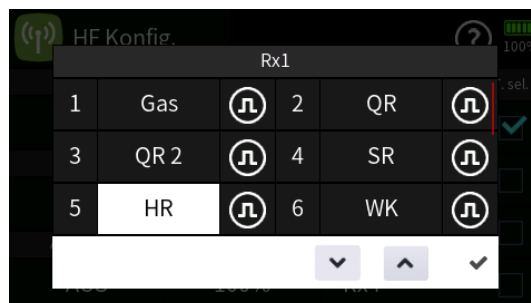 HF Konfig.
?
100%
Rx1
T. sel.
1 Gas 2 QR
3 QR 2 4 SR
5 HR 6 WK